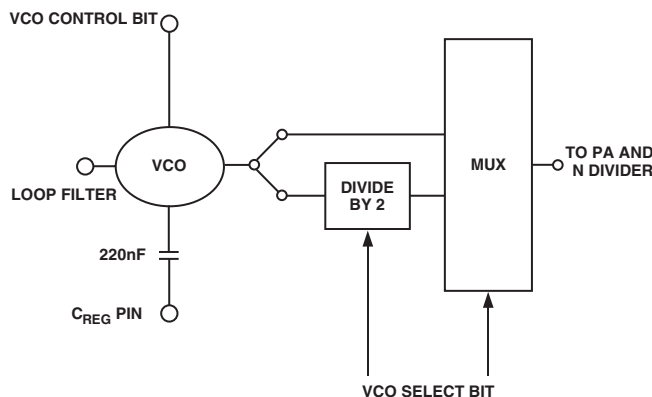 VCO CONTROL BIT
VCO
LOOP FILTER
220nF
CREG PIN
DIVIDE
BY 2
MUX
TO PA AND
N DIVIDER
VCO SELECT BIT